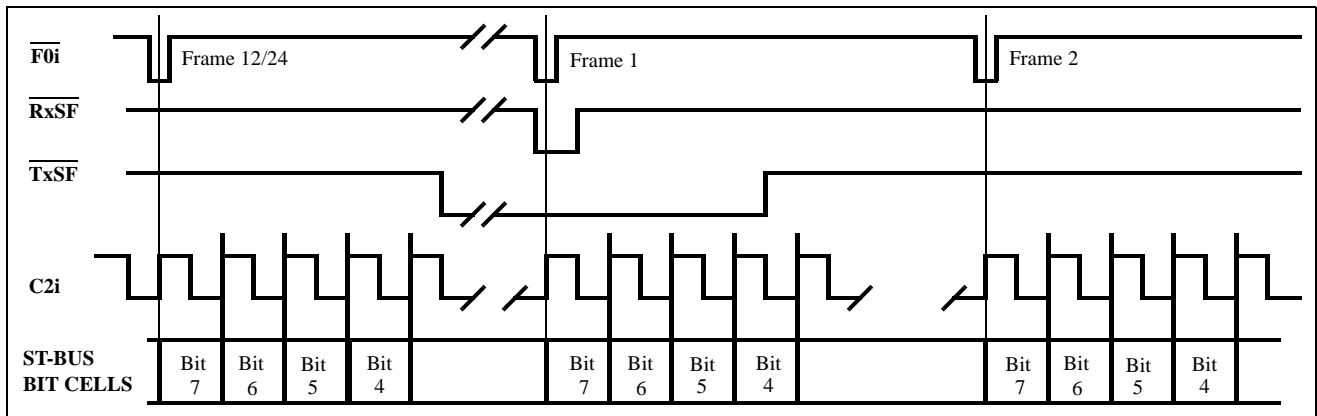 F0i
Frame 12/24
Frame 1
Frame 2
RxSF
TxSF
C2i
ST-BUS
BIT CELLS
Bit
7
Bit
6
Bit
5
Bit
4
Bit
7
Bit
6
Bit
5
Bit
4
Bit
7
Bit
6
Bit
5
Bit
4